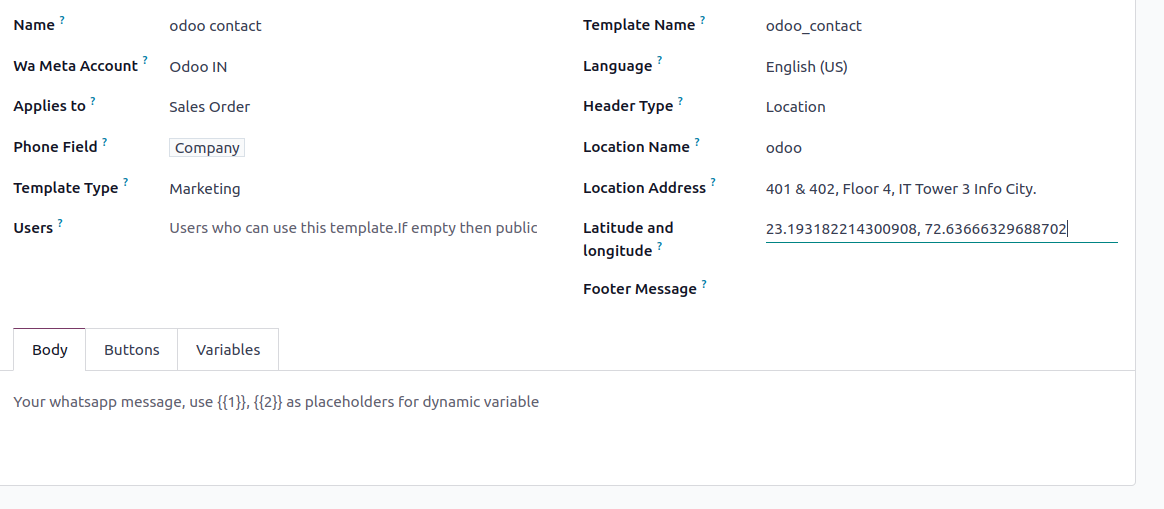 Name ? odoo contact Template Name ? odoo_contact
Wa Meta Account ? Odoo IN Language ? English (US)
Applies to ? Sales Order Header Type ? Location
Phone Field ? Company Location Name ? odoo
Template Type ? Marketing Location Address ? 401 & 402, Floor 4, IT Tower 3 Info City.
Users ? Users who can use this template.If empty then public Latitude and 23.193182214300908, 72.63666329688702
longitude ?
Footer Message ?
Body Buttons Variables
Your whatsapp message, use {{1}}, {{2}} as placeholders for dynamic variable